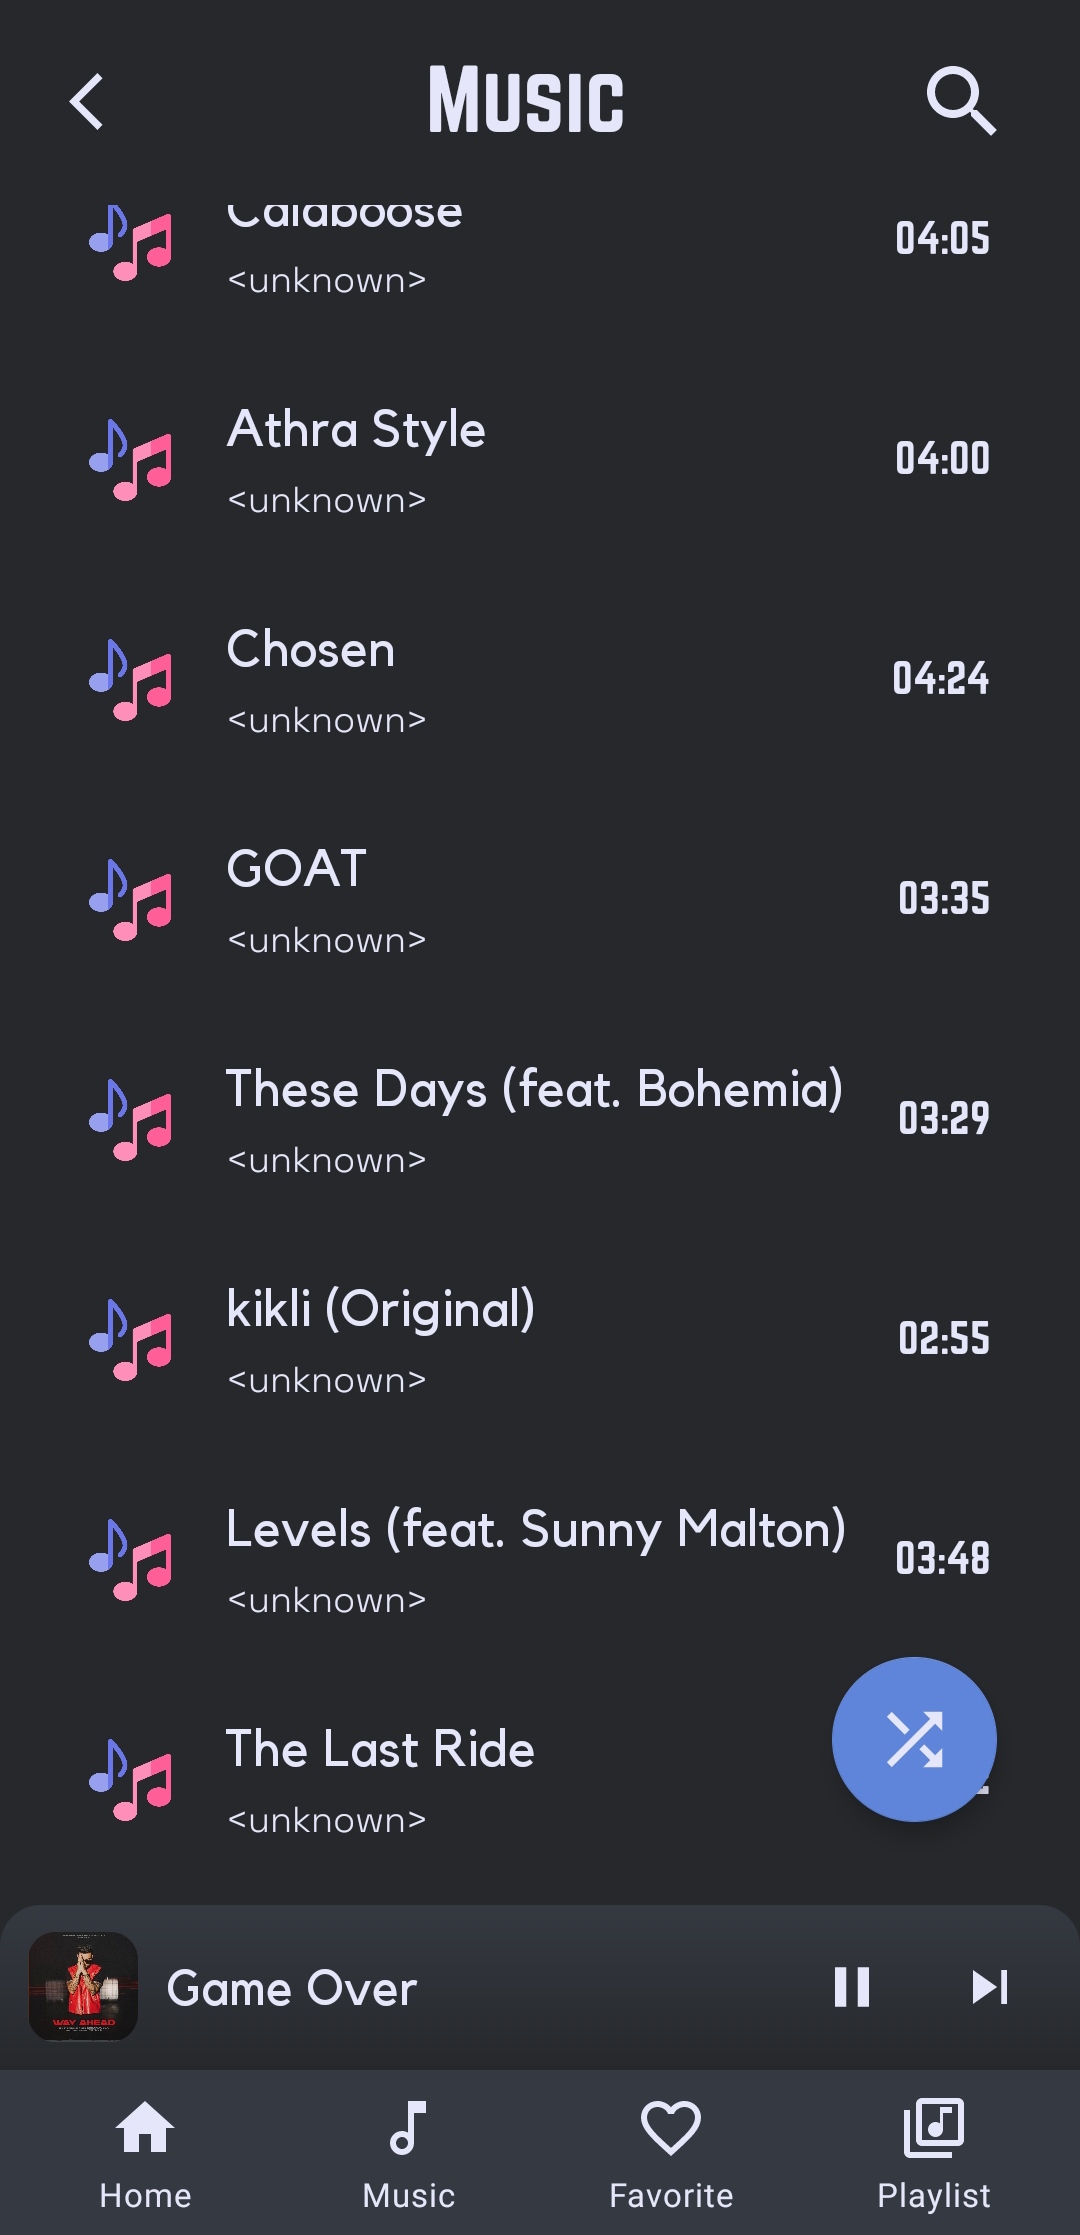 Music
Calaboose
04:05
<unknown>
Athra Style
04:00
<unknown>
Chosen
04:24
<unknown>
GOAT
03:35
<unknown>
These Days (feat. Bohemia)
03:29
<unknown>
kikli (Original)
02:55
<unknown>
Levels (feat. Sunny Malton)
03:48
<unknown>
The Last Ride
<unknown>
WAY AHEAD
Game Over
Home
Music
Favorite
Playlist